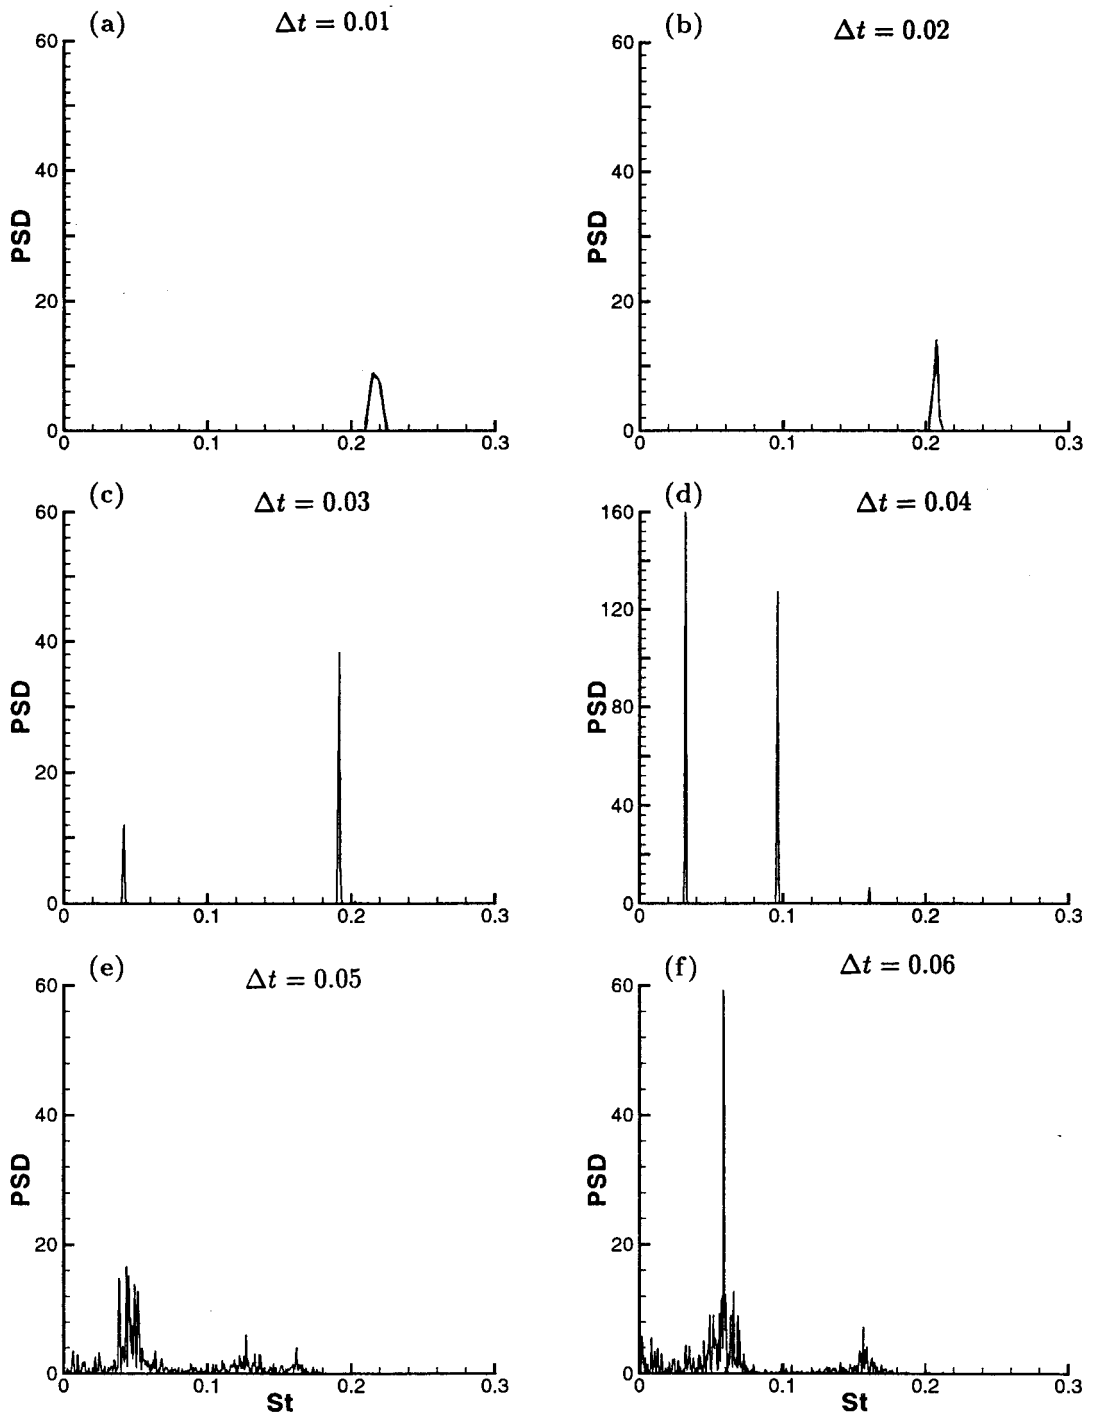 (a) Δt = 0.01
60
40
20
0
PSD
0 0.1 0.2 0.3
(b) Δt = 0.02
60
40
20
0
PSD
0 0.1 0.2 0.3
(c) Δt = 0.03
60
40
20
0
PSD
0 0.1 0.2 0.3
(d) Δt = 0.04
160
120
80
40
0
PSD
0 0.1 0.2 0.3
(e) Δt = 0.05
60
40
20
0
PSD
0 0.1 0.2 0.3
St
(f) Δt = 0.06
60
40
20
0
PSD
0 0.1 0.2 0.3
St